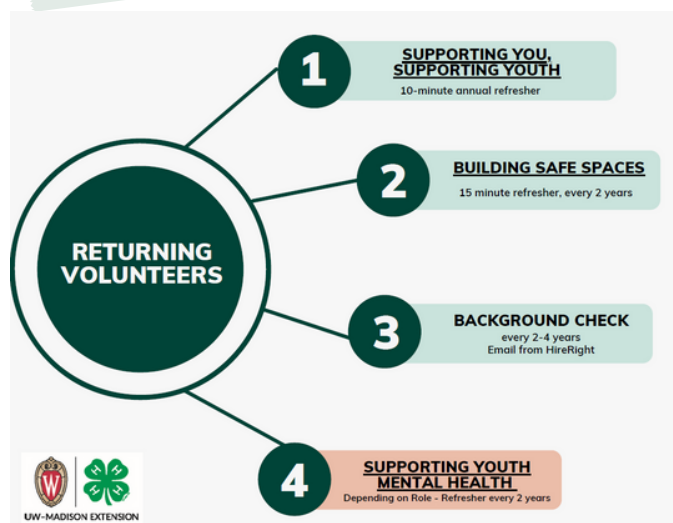 1
SUPPORTING YOU,
SUPPORTING YOUTH
10-minute annual refresher
2
BUILDING SAFE SPACES
15 minute refresher, every 2 years
RETURNING
VOLUNTEERS
3
BACKGROUND CHECK
every 2-4 years
Email from HireRight
4
SUPPORTING YOUTH
MENTAL HEALTH
Depending on Role - Refresher every 2 years
W
H H H H
UW-MADISON EXTENSION